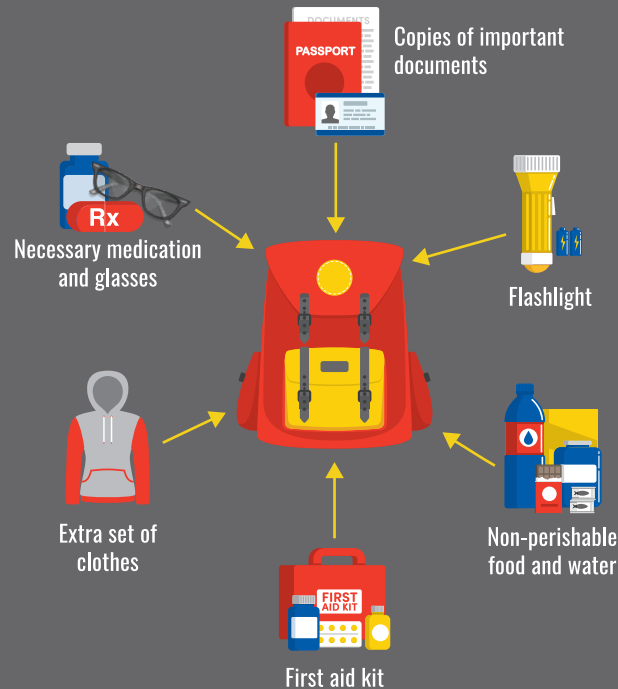 DOCUMENTS
PASSPORT
Copies of important
documents
Rx
Necessary medication
and glasses
Flashlight
Extra set of
clothes
Non-perishable
food and water
FIRST
AID KIT
First aid kit